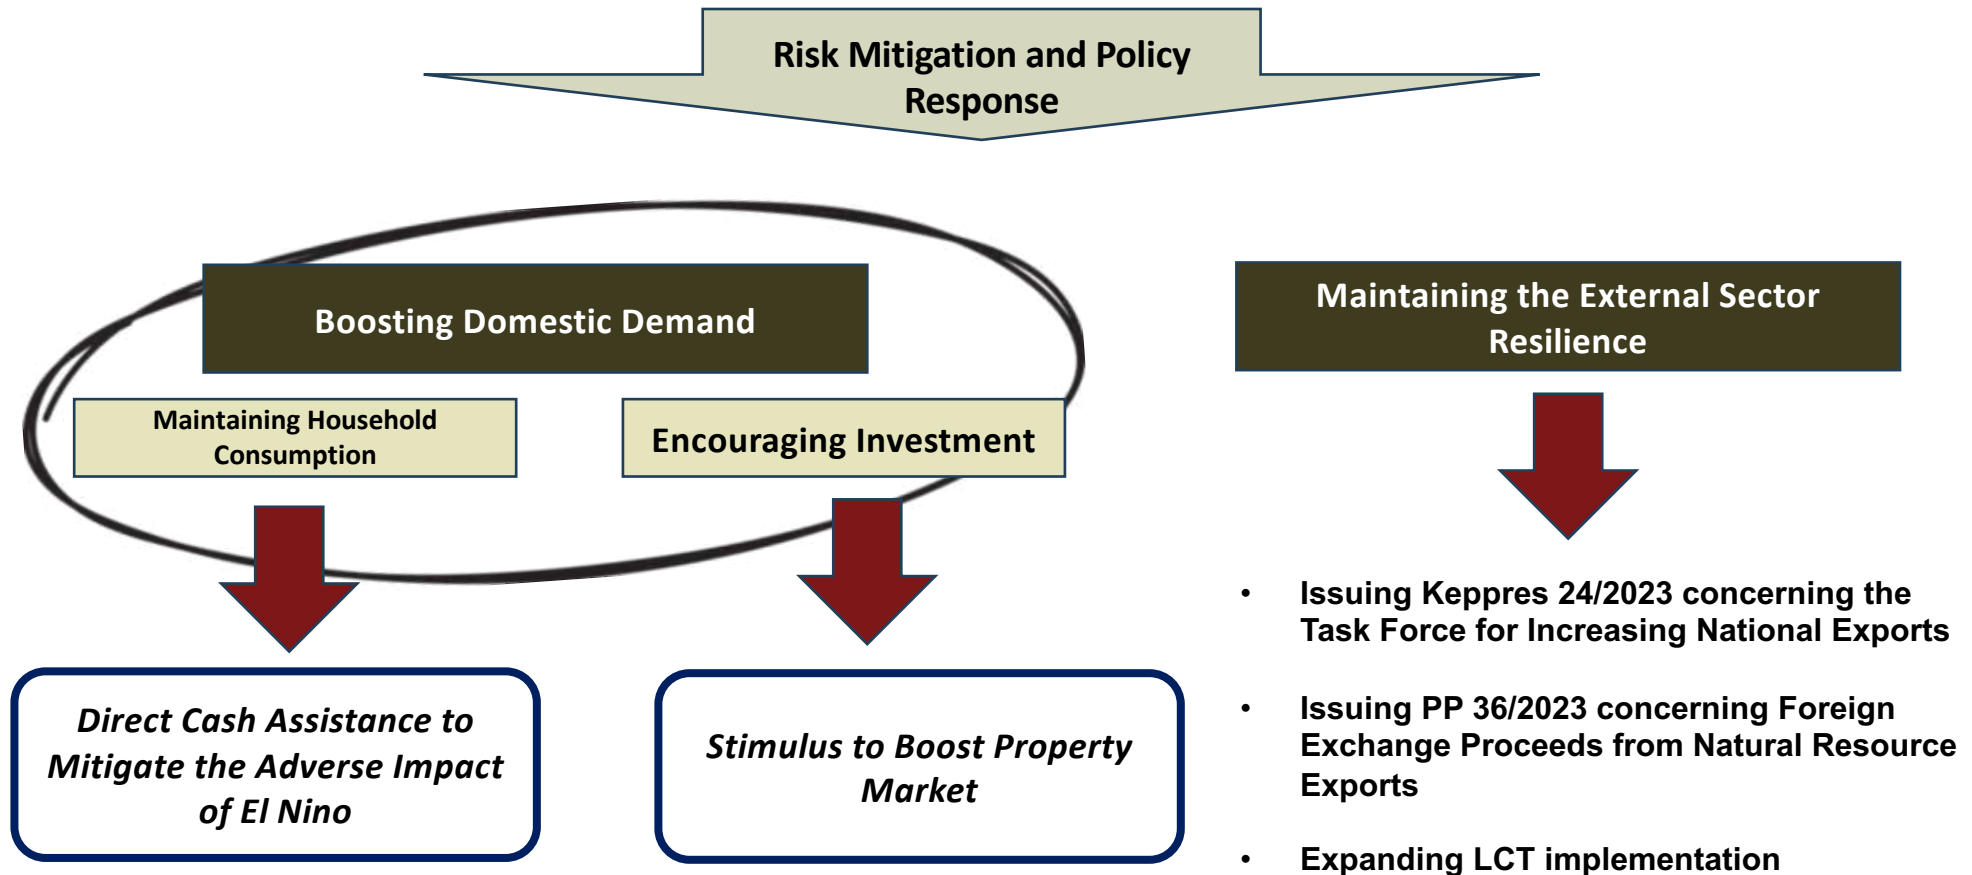 Risk Mitigation and Policy
Response
Boosting Domestic Demand
Maintaining Household
Consumption
Encouraging Investment
Direct Cash Assistance to
Mitigate the Adverse Impact
of El Nino
Stimulus to Boost Property
Market
Maintaining the External Sector
Resilience
• Issuing Keppres 24/2023 concerning the
Task Force for Increasing National Exports
• Issuing PP 36/2023 concerning Foreign
Exchange Proceeds from Natural Resource
Exports
• Expanding LCT implementation